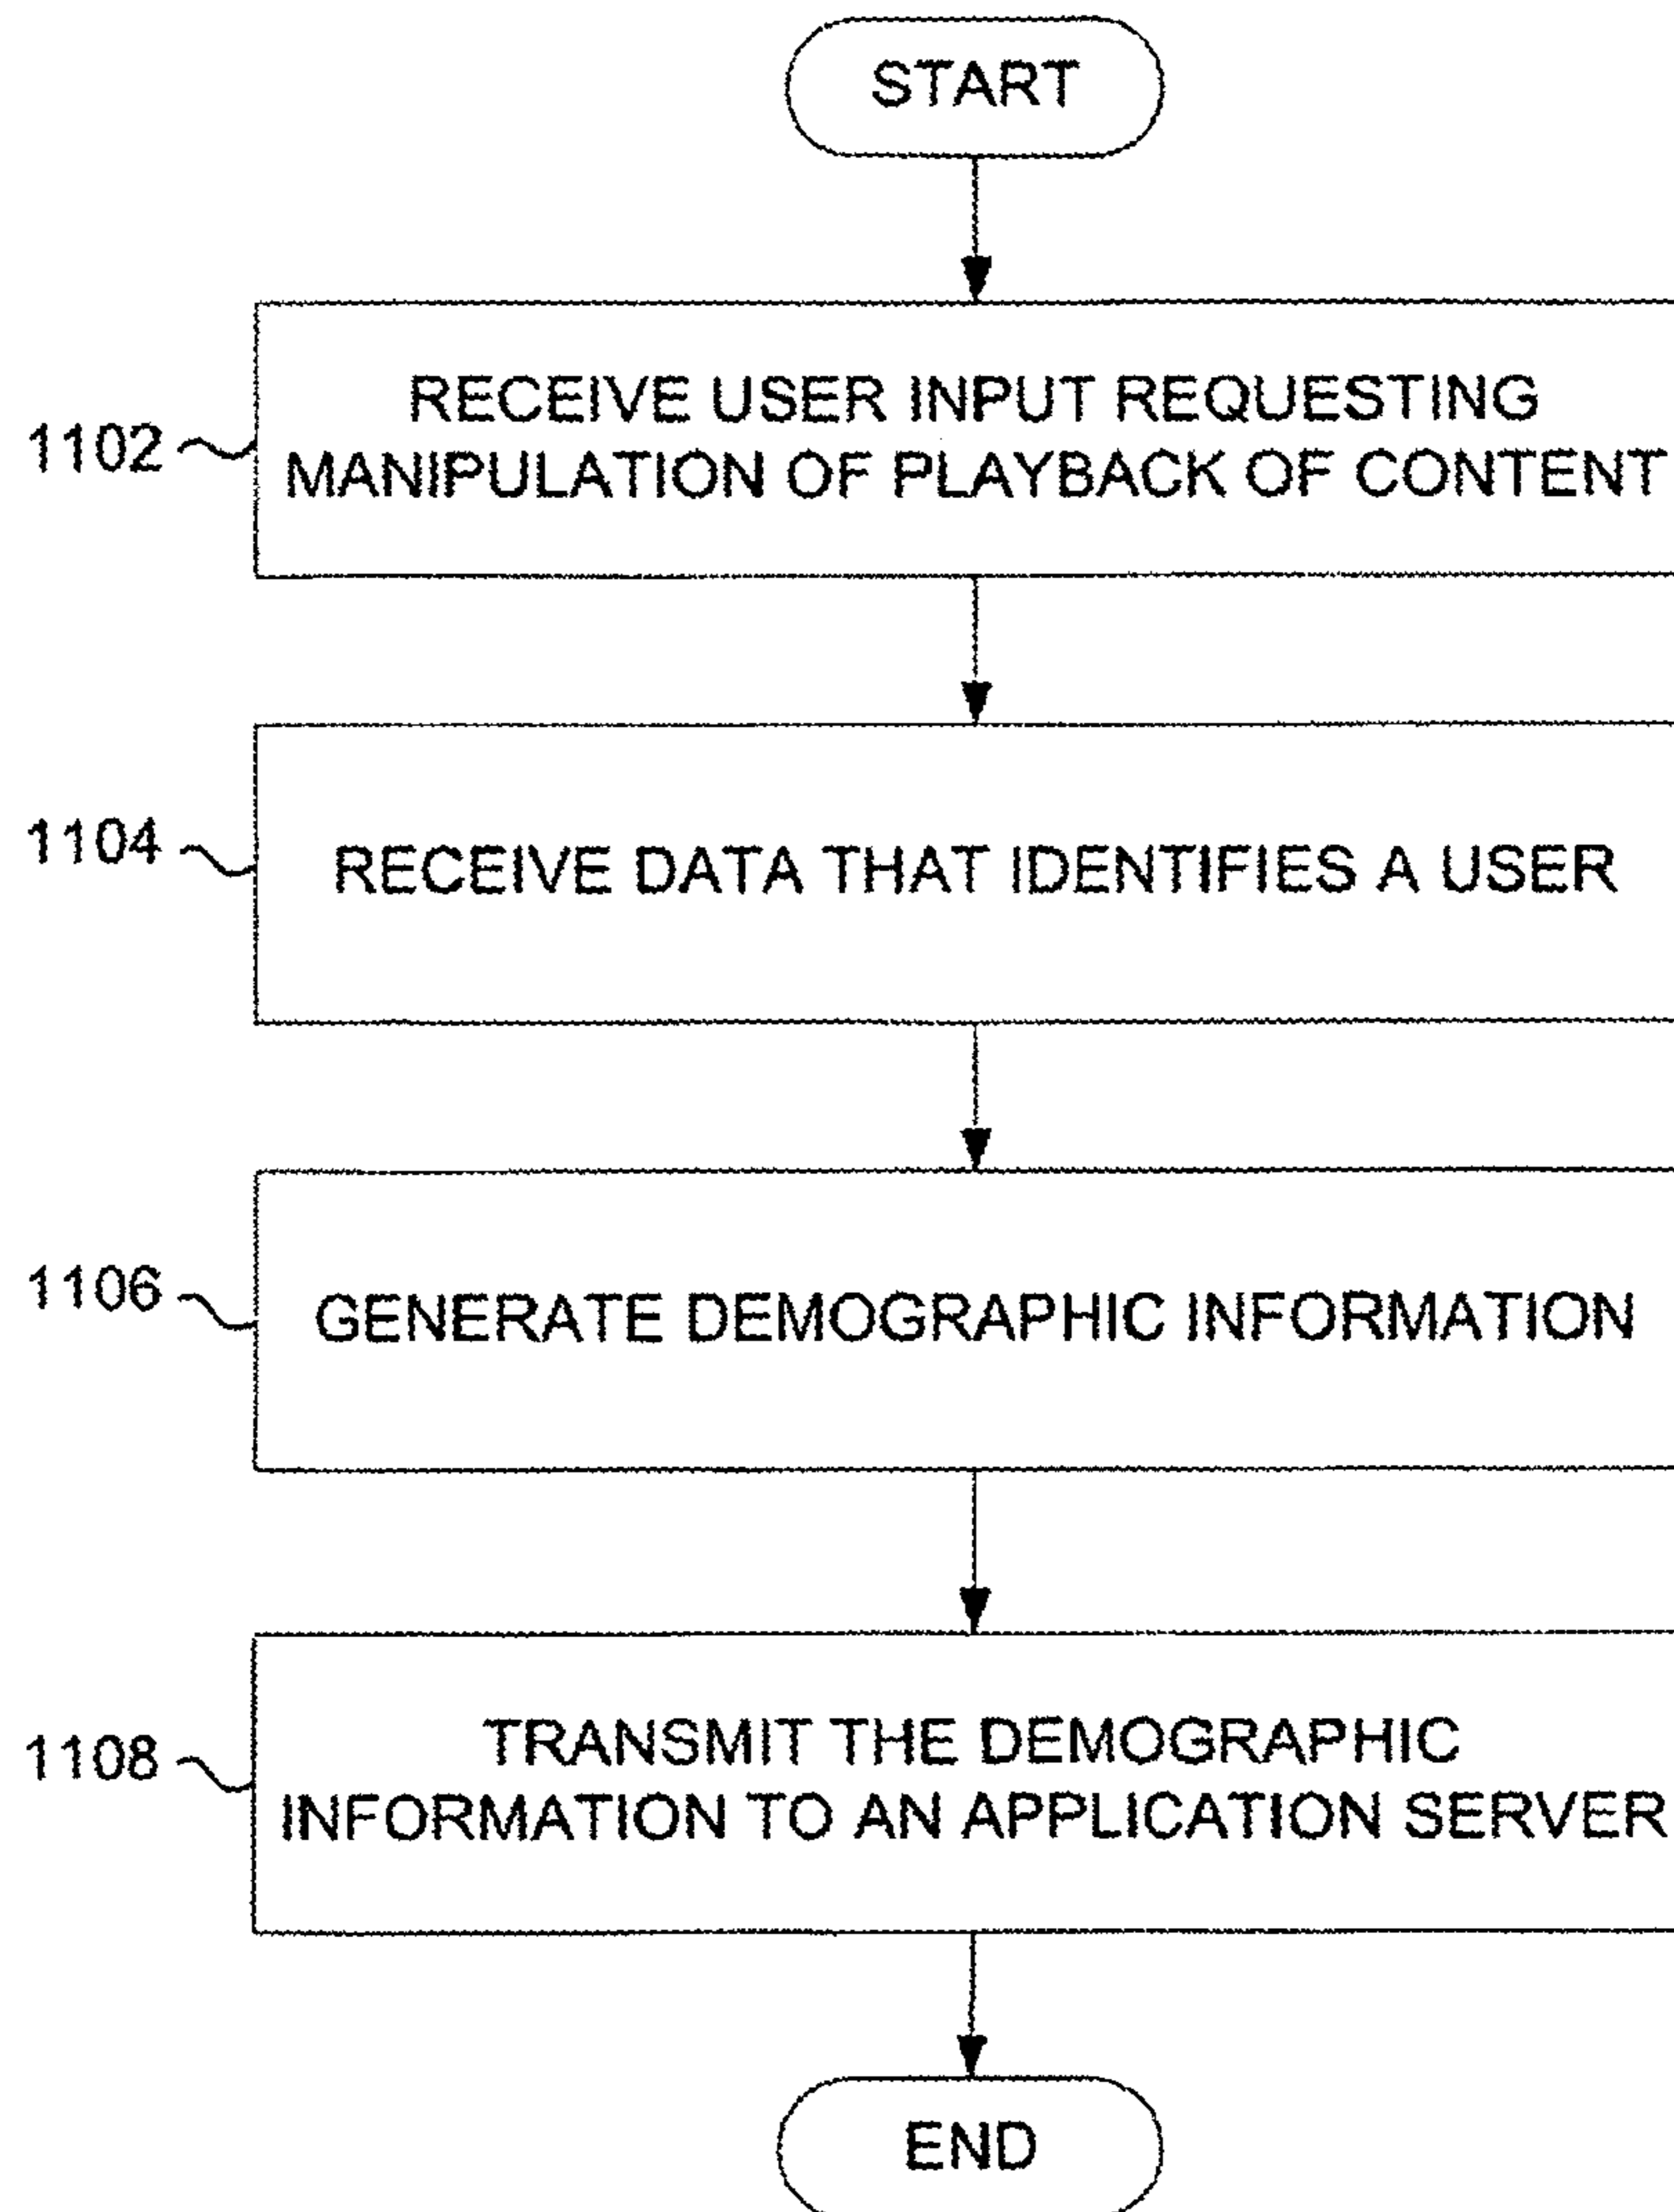 START
1102
RECEIVE USER INPUT REQUESTING
MANIPULATION OF PLAYBACK OF CONTENT
1104
RECEIVE DATA THAT IDENTIFIES A USER
1106
GENERATE DEMOGRAPHIC INFORMATION
1108
TRANSMIT THE DEMOGRAPHIC
INFORMATION TO AN APPLICATION SERVER
END